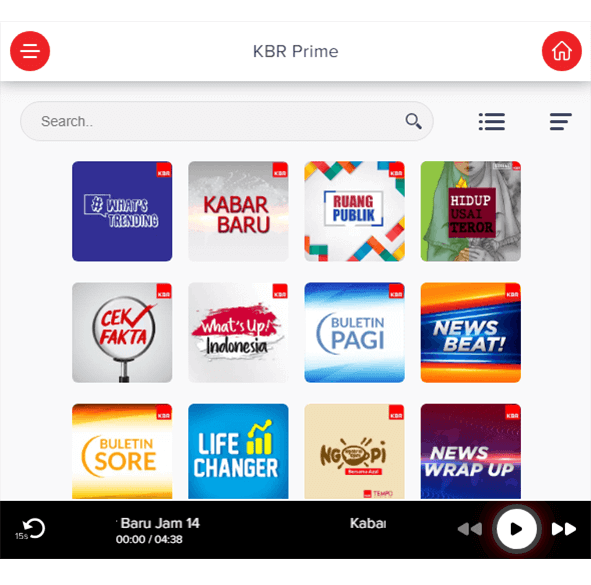 KBR Prime
Search..
KBR
# WHAT'S
TRENDING
KBR
KABAR
BARU
KBR
RUANG
PUBLIK
KBR
HIDUP
USAI
TEROR
KBR
CEK
FAKTA
KBR
What's Up!
Indonesia
KBR
BULETIN
PAGI
KBR
NEWS
BEAT!
KBR
BULETIN
SORE
LIFE
CHANGER
KBR
NGOPI
Bersama Azul
TEMPO
KBR
NEWS
WRAP UP
15s
Baru Jam 14
Kabar
00:00 / 04:38